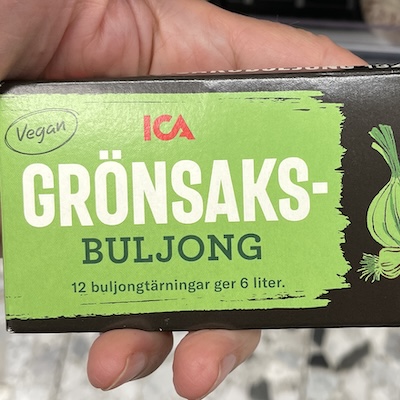 Vegan
ICA
GRÖNSAKS-
BULJONG
12 buljongtärningar ger 6 liter.